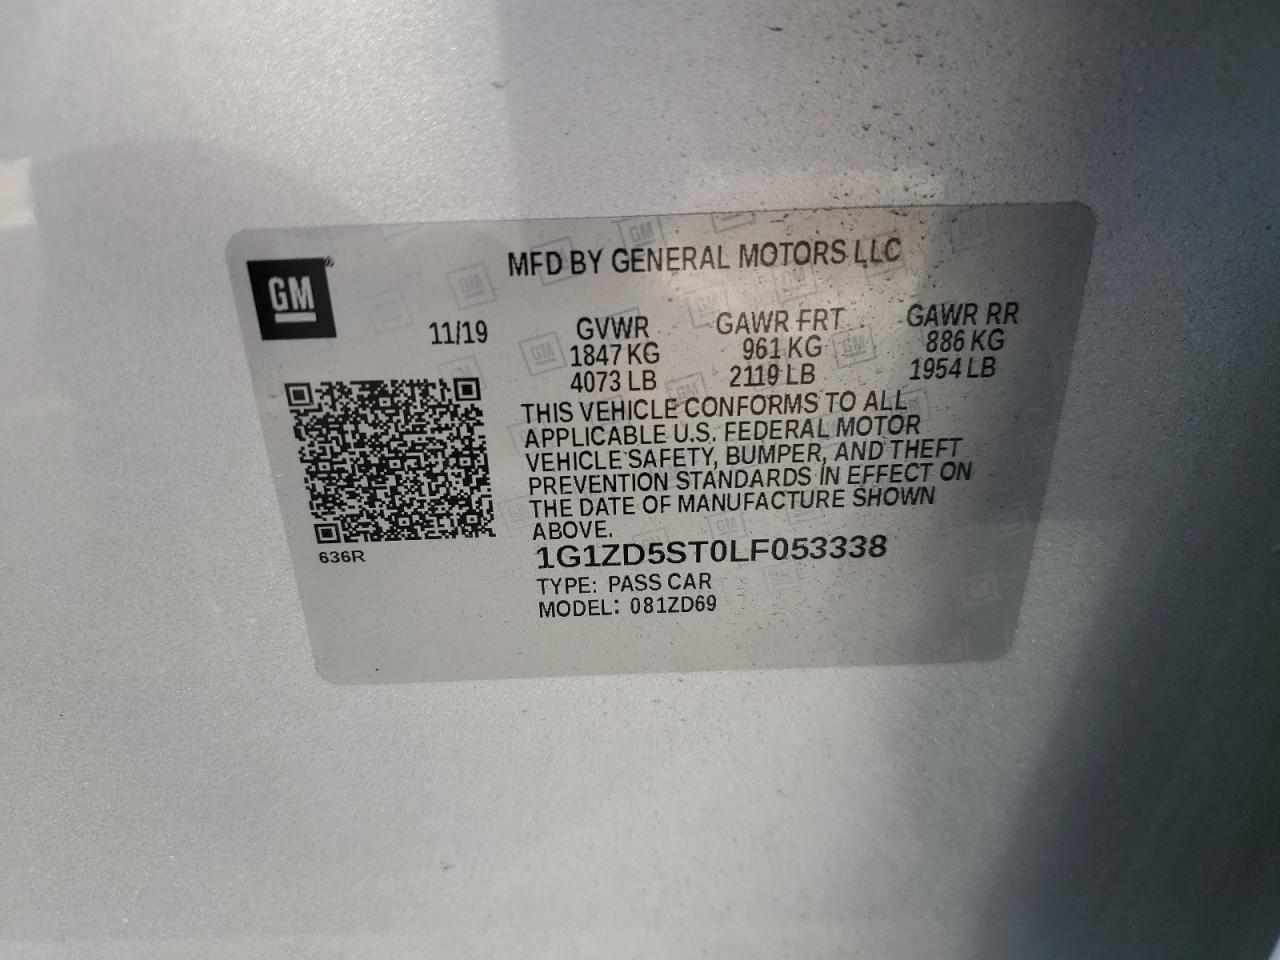 GM®
MFD BY GENERAL MOTORS LLC
11/19 GVWR GAWR FRT GAWR RR
1847 KG 961 KG 886 KG
4073 LB 2119 LB 1954 LB
THIS VEHICLE CONFORMS TO ALL
APPLICABLE U.S. FEDERAL MOTOR
VEHICLE SAFETY, BUMPER, AND THEFT
PREVENTION STANDARDS IN EFFECT ON
THE DATE OF MANUFACTURE SHOWN
ABOVE.
636R
1G1ZD5ST0LF053338
TYPE: PASS CAR
MODEL: 081ZD69